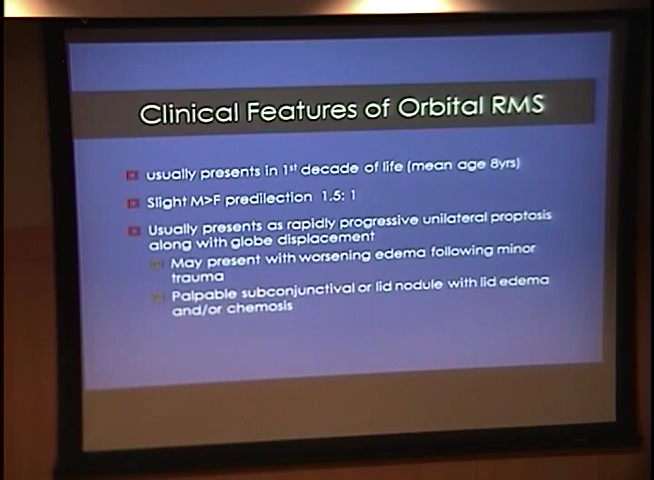 Clinical Features of Orbital RMS
usually presents in 1st decade of life (mean age 8yrs)
Slight M>F predilection 1.5: 1
Usually presents as rapidly progressive unilateral proptosis
along with globe displacement
May present with worsening edema following minor
trauma
Palpable subconjunctival or lid nodule with lid edema
and/or chemosis